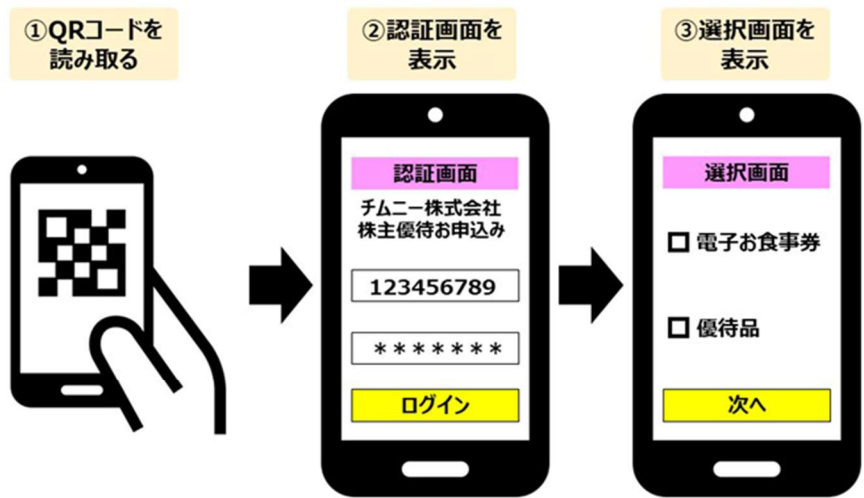 ①QRコードを
読み取る
②認証画面を
表示
③選択画面を
表示
認証画面
チムニー株式会社
株主優待お申込み
123456789
*******
ログイン
選択画面
□ 電子お食事券
□ 優待品
次へ